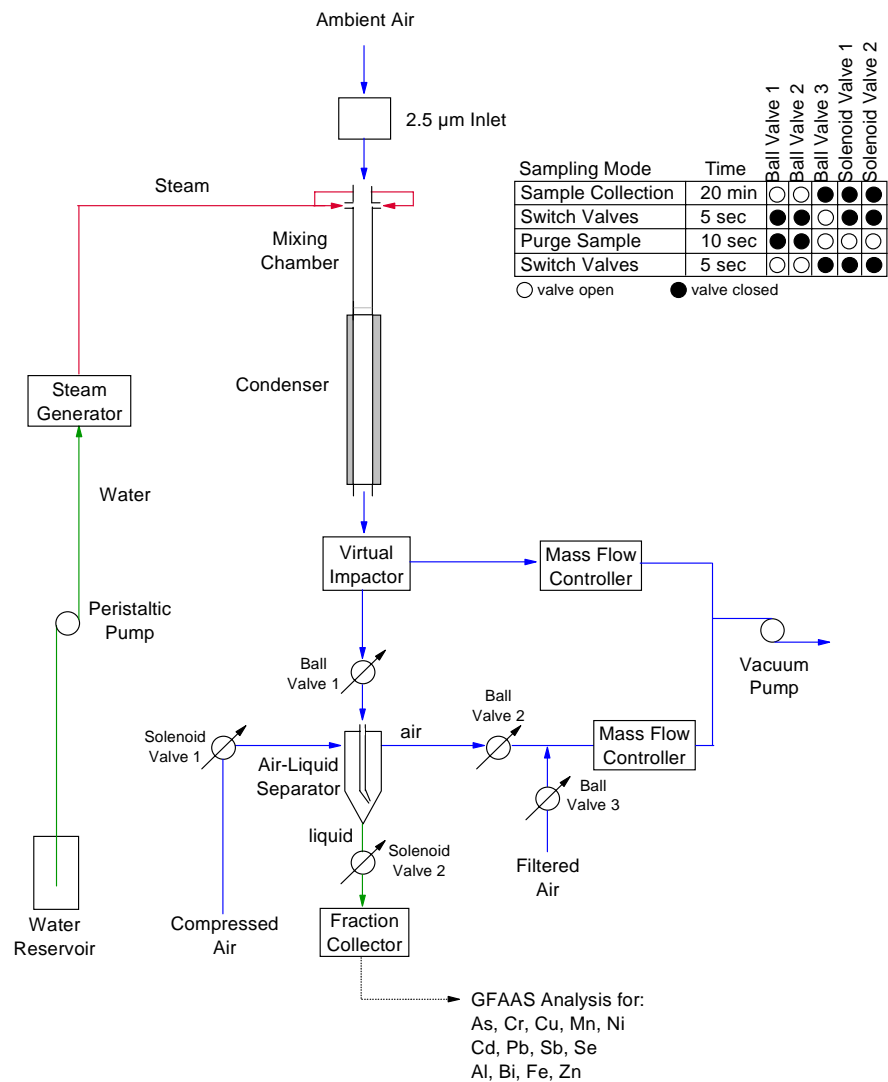 Ambient Air
2.5 µm Inlet
Steam
Mixing
Chamber
Ball Valve 1
Ball Valve 2
Ball Valve 3
Solenoid Valve 1
Solenoid Valve 2
Sampling Mode Time
Sample Collection 20 min
Switch Valves 5 sec
Purge Sample 10 sec
Switch Valves 5 sec
valve open valve closed
Condenser
Steam
Generator
Water
Virtual
Impactor
Mass Flow
Controller
Peristaltic
Pump
Vacuum
Pump
Ball
Valve 1
Ball
Valve 2
Solenoid
Valve 1
air
Mass Flow
Controller
Air-Liquid
Separator
Ball
Valve 3
liquid
Solenoid
Valve 2
Filtered
Air
Water
Reservoir
Compressed
Air
Fraction
Collector
GFAAS Analysis for:
As, Cr, Cu, Mn, Ni
Cd, Pb, Sb, Se
Al, Bi, Fe, Zn